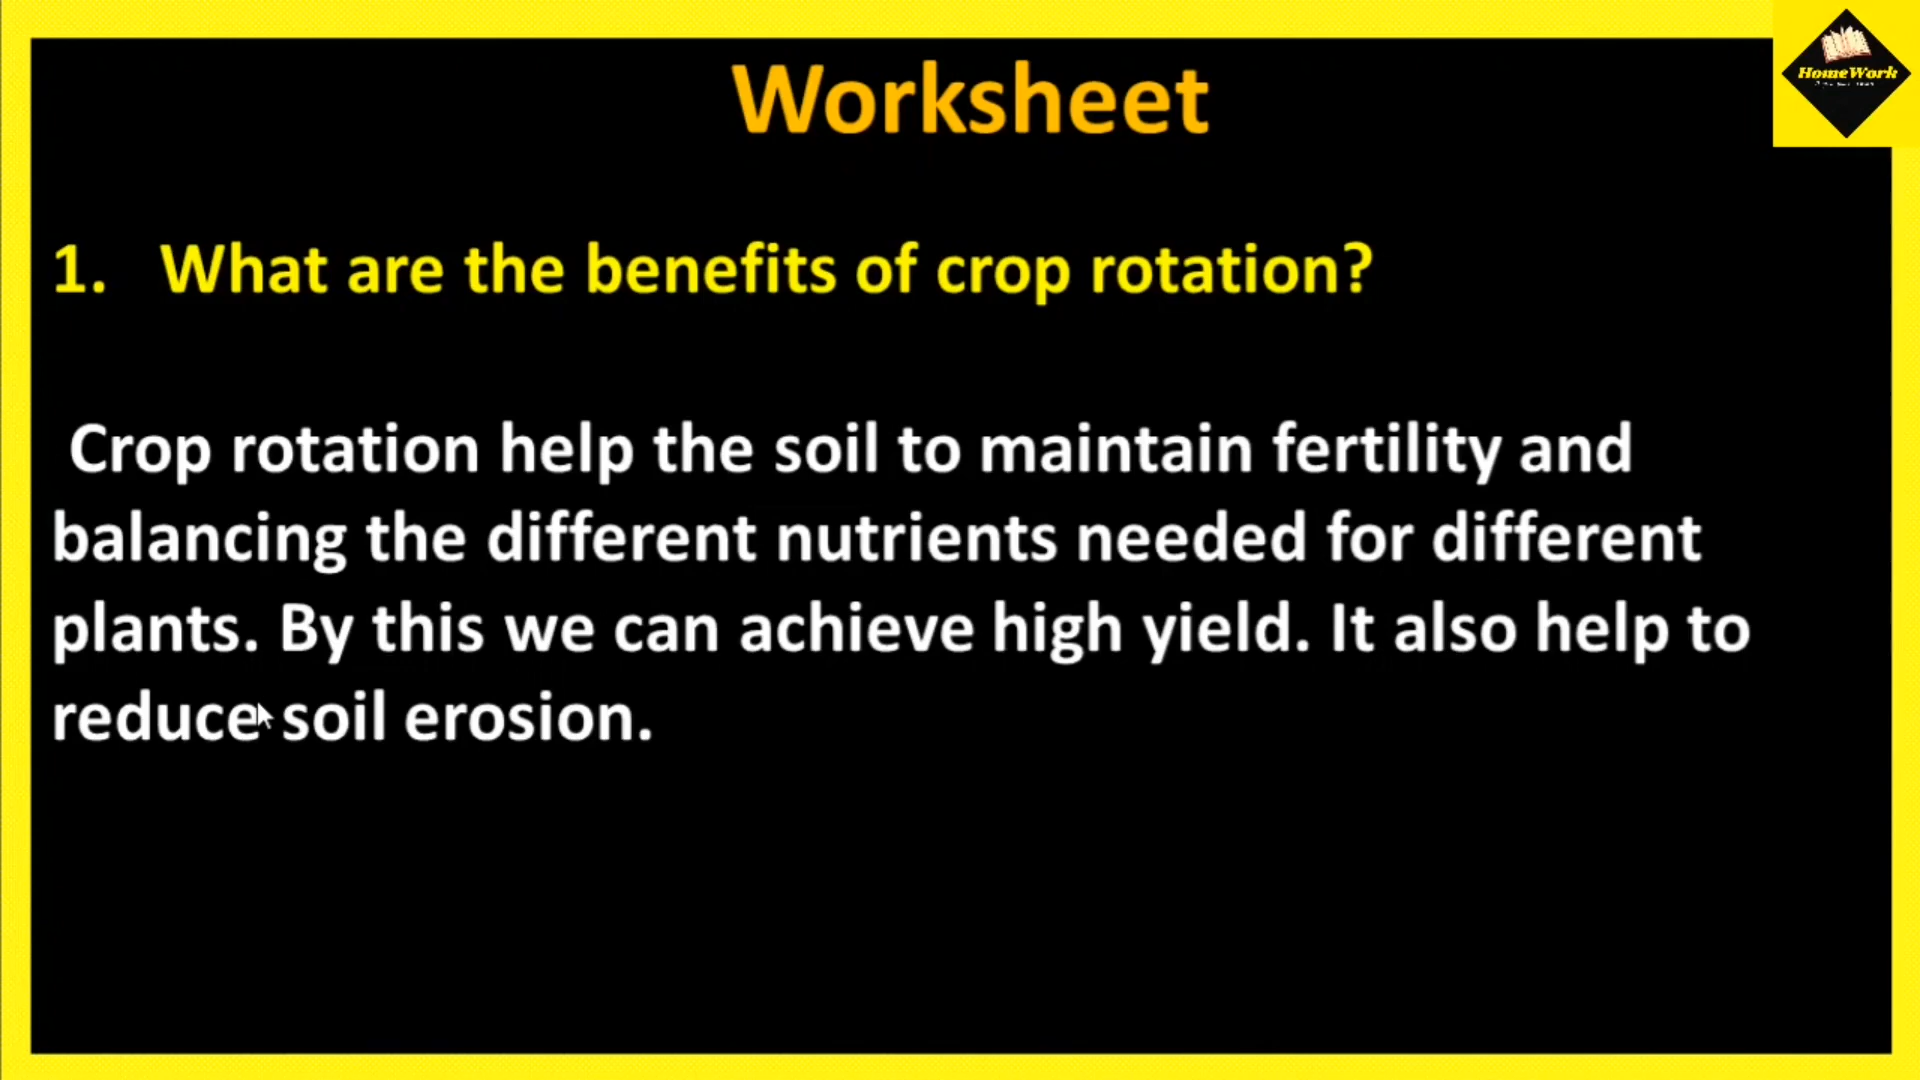 Worksheet
HomeWork
1. What are the benefits of crop rotation?
Crop rotation help the soil to maintain fertility and
balancing the different nutrients needed for different
plants. By this we can achieve high yield. It also help to
reduce soil erosion.